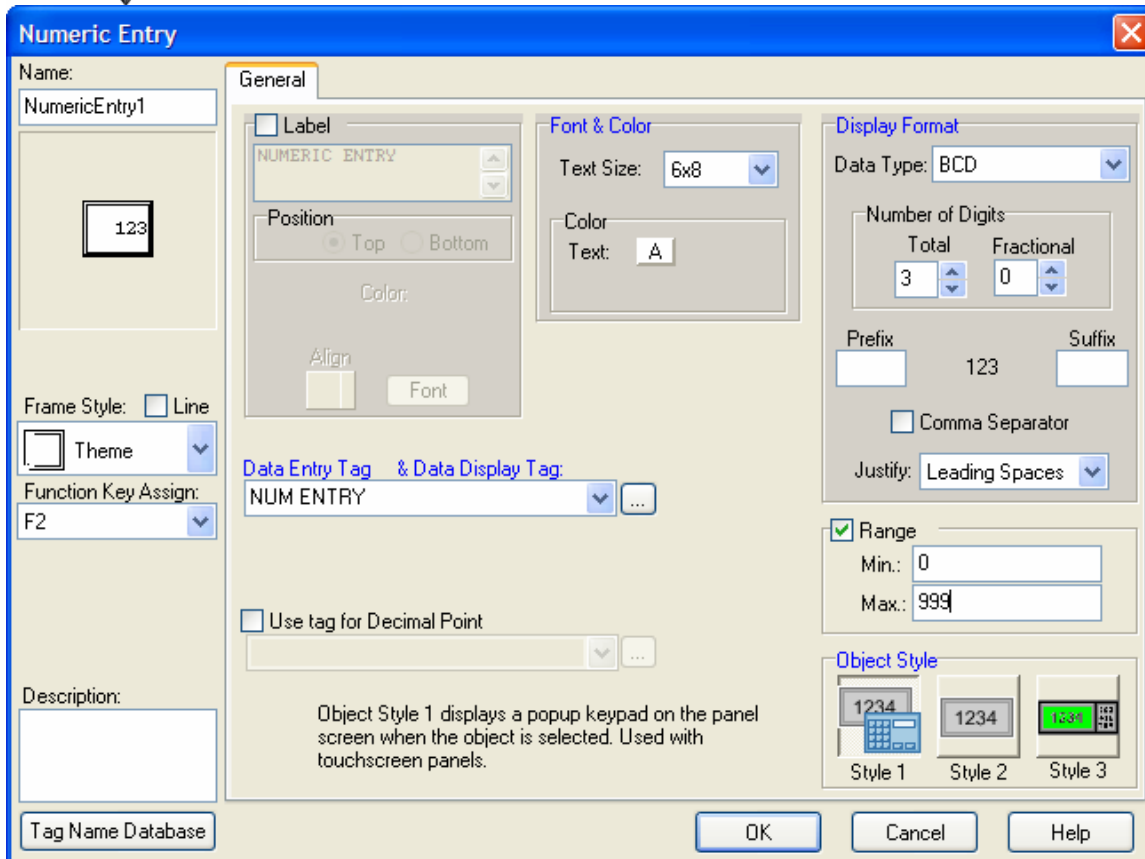 Numeric Entry
Name:
NumericEntry1
123
Frame Style: Line
Theme
Function Key Assign:
F2
Description:
Tag Name Database
General
Label
NUMERIC ENTRY
Position
Top Bottom
Color:
Align
Font
Font & Color
Text Size: 6x8
Color
Text: A
Data Entry Tag & Data Display Tag:
NUM ENTRY
...
Use tag for Decimal Point
...
Object Style 1 displays a popup keypad on the panel
screen when the object is selected. Used with
touchscreen panels.
Display Format
Data Type: BCD
Number of Digits
Total Fractional
3 0
Prefix Suffix
123
Comma Separator
Justify: Leading Spaces
Range
Min.: 0
Max.: 999
Object Style
1234 1234 1234
Style 1 Style 2 Style 3
OK Cancel Help